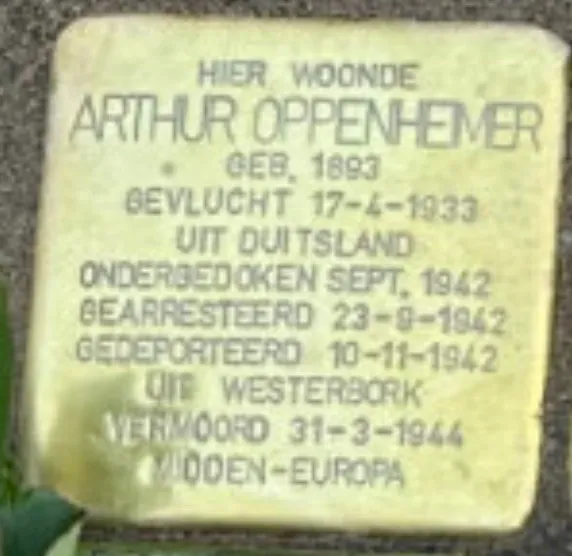 HIER WOONDE
ARTHUR OPPENHEIMER
GEB. 1893
GEVLUCHT 17-4-1933
UIT DUITSLAND
ONDERGEDOKEN SEPT. 1942
GEARRESTEERD 23-9-1942
GEDEPORTEERD 10-11-1942
UIT WESTERBORK
VERMOORD 31-3-1944
MIDDEN-EUROPA